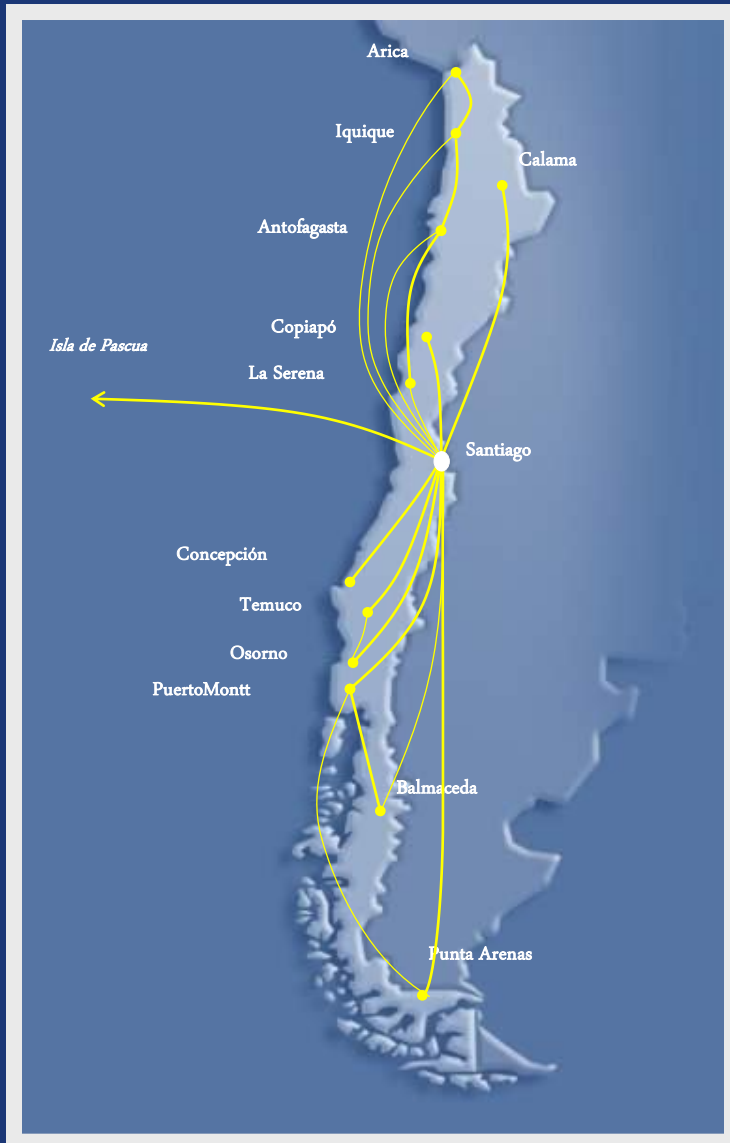 Arica
Iquique
Calama
Antofagasta
Copiapó
Isla de Pascua
La Serena
Santiago
Concepción
Temuco
Osorno
PuertoMontt
Balmaceda
Punta Arenas